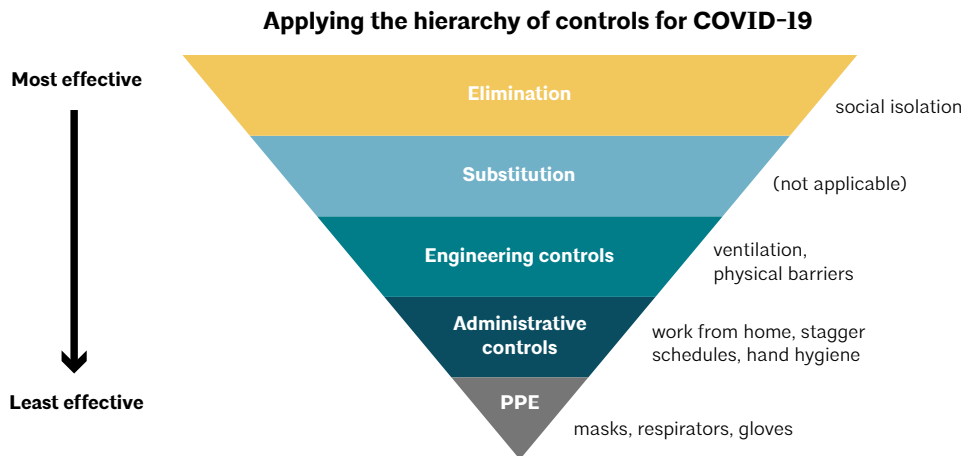 Applying the hierarchy of controls for COVID-19
Most effective
Elimination
social isolation
Substitution
(not applicable)
Engineering controls
ventilation,
physical barriers
Administrative
controls
work from home, stagger
schedules, hand hygiene
Least effective
PPE
masks, respirators, gloves